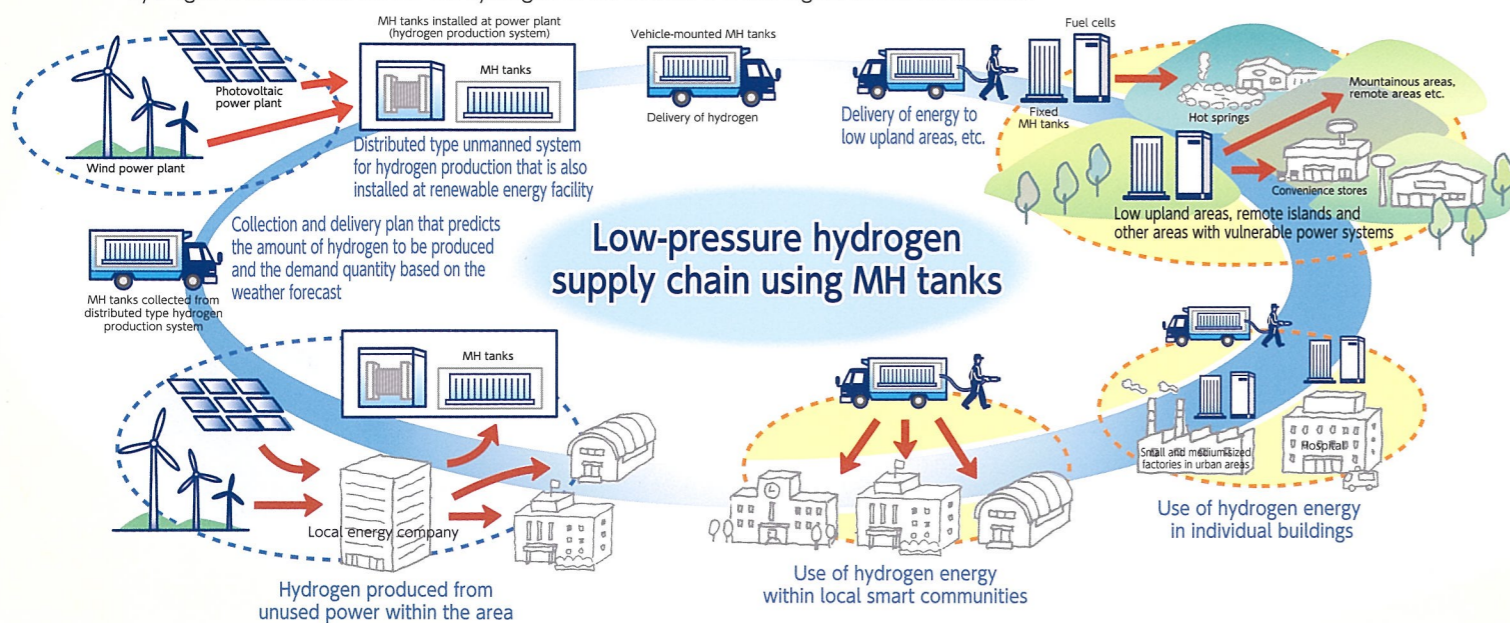 MH tanks installed at power plant
(hydrogen production system)
MH tanks
Photovoltaic
power plant
Wind power plant
Distributed type unmanned system
for hydrogen production that is also
installed at renewable energy facility
Vehicle-mounted MH tanks
Delivery of hydrogen
Delivery of energy to
low upland areas, etc.
Fuel cells
Fixed
MH tanks
Hot springs
Mountainous areas,
remote areas etc.
Convenience stores
Low upland areas, remote islands and
other areas with vulnerable power systems
Collection and delivery plan that predicts
the amount of hydrogen to be produced
and the demand quantity based on the
weather forecast
MH tanks collected from
distributed type hydrogen
production system
Low-pressure hydrogen
supply chain using MH tanks
MH tanks
Local energy company
Hydrogen produced from
unused power within the area
Use of hydrogen energy
within local smart communities
Small and mediumsized
factories in urban areas
Hospital
Use of hydrogen energy
in individual buildings